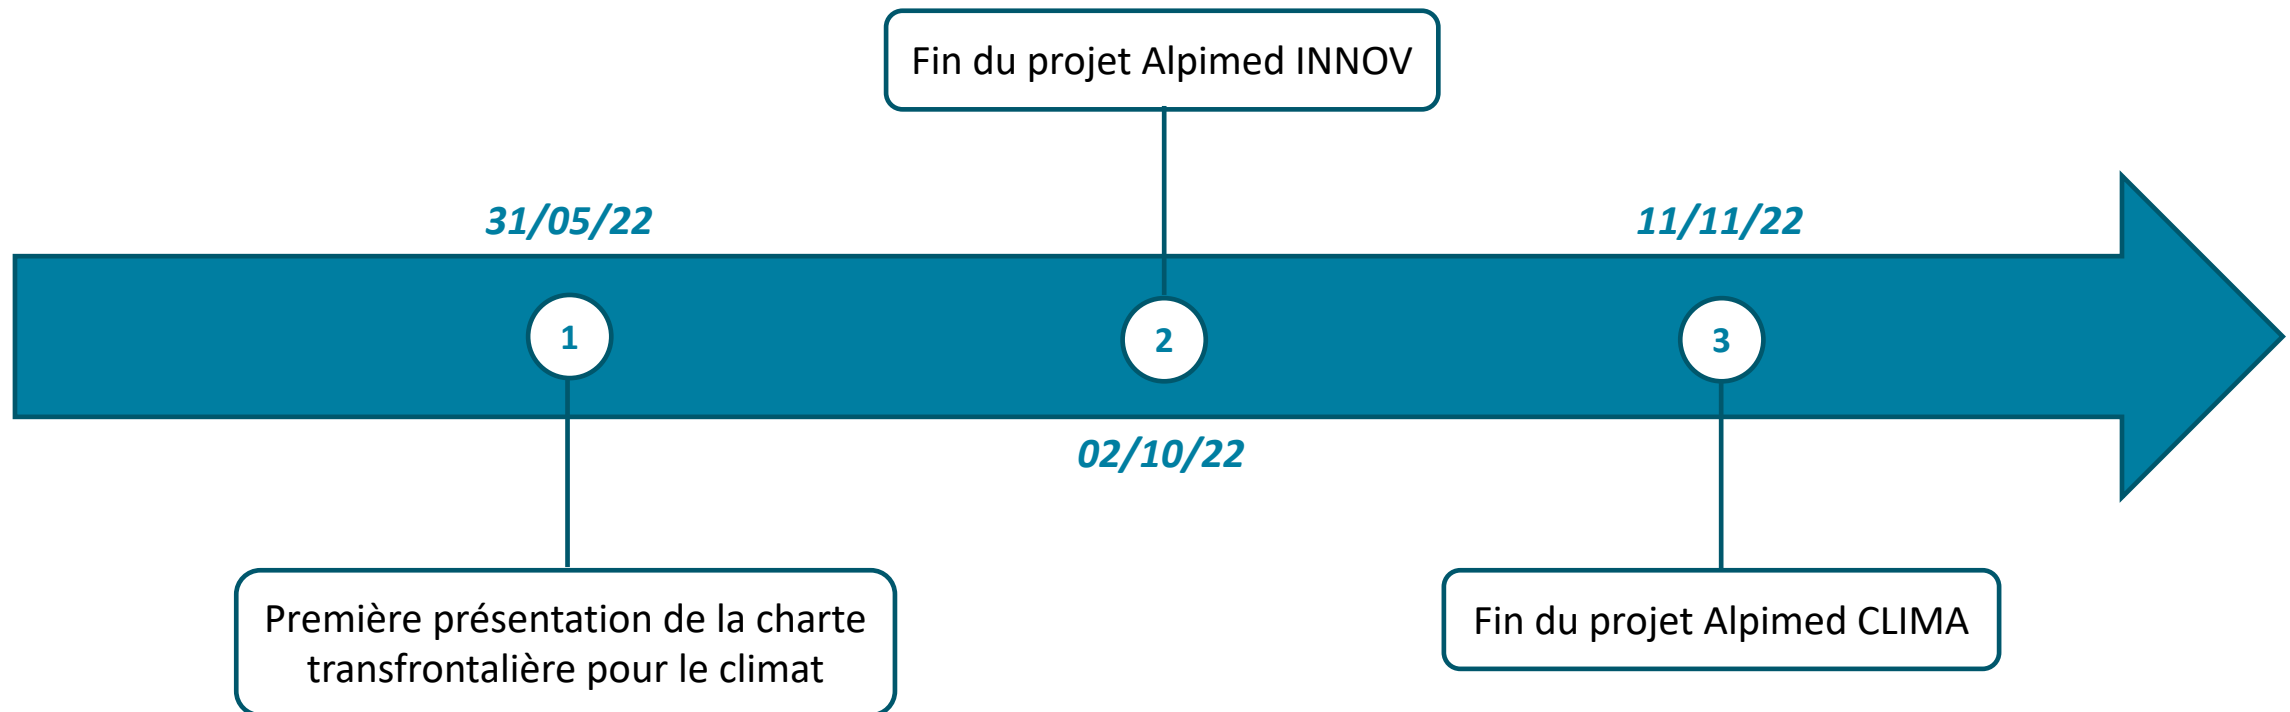 Fin du projet Alpimed INNOV
31/05/22
11/11/22
1
2
3
02/10/22
Première présentation de la charte
transfrontalière pour le climat
Fin du projet Alpimed CLIMA